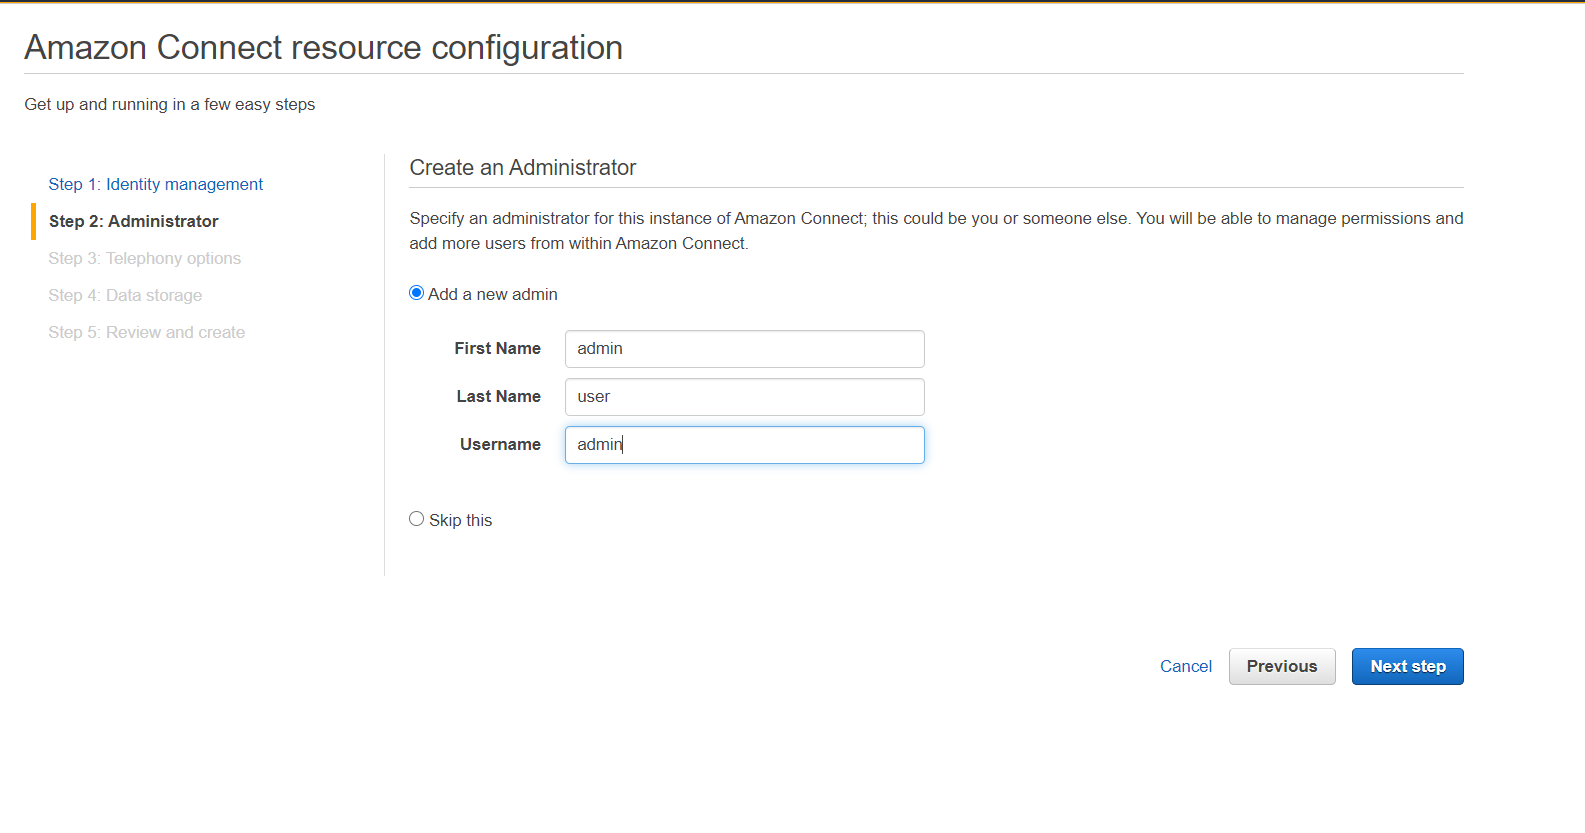 Amazon Connect resource configuration
Get up and running in a few easy steps
Step 1: Identity management
Step 2: Administrator
Step 3: Telephony options
Step 4: Data storage
Step 5: Review and create
Create an Administrator
Specify an administrator for this instance of Amazon Connect; this could be you or someone else. You will be able to manage permissions and
add more users from within Amazon Connect.
Add a new admin
First Name admin
Last Name user
Username admin
Skip this
Cancel Previous Next step